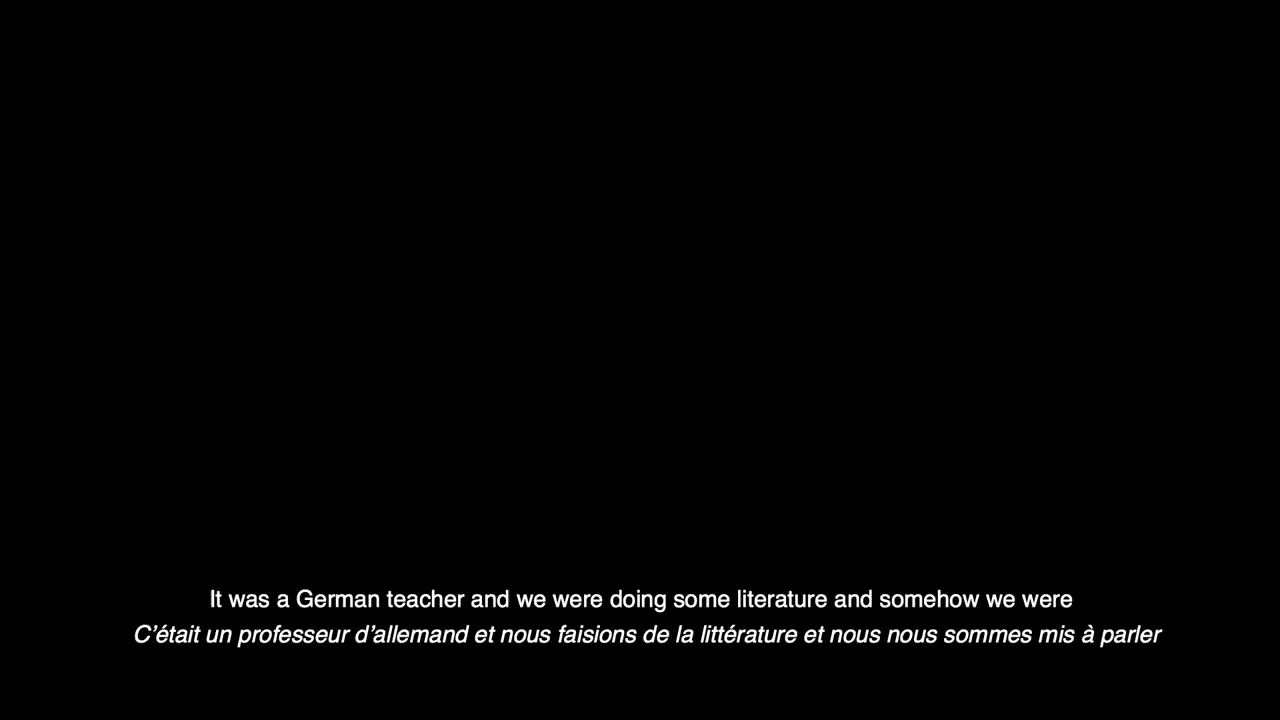 It was a German teacher and we were doing some literature and somehow we were
C’était un professeur d’allemand et nous faisions de la littérature et nous nous sommes mis à parler